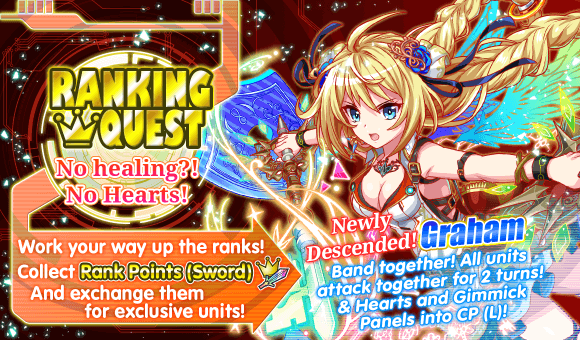 RANKING
QUEST
No healing?!
No Hearts!
Work your way up the ranks!
Collect Rank Points (Sword)
And exchange them
for exclusive units!
Newly
Descended! Graham
Band together! All units
attack together for 2 turns!
& Hearts and Gimmick
Panels into CP (L)!